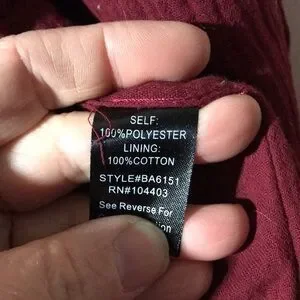 SELF:
100%POLYESTER
LINING:
100%COTTON
STYLE#BA6151
RN#104403
See Reverse For